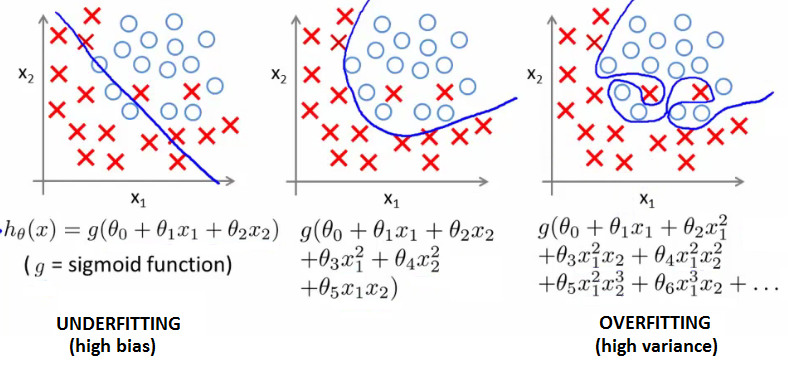 x₂
x₁
hθ(x) = g(θ₀ + θ₁x₁ + θ₂x₂)
( g = sigmoid function)
UNDERFITTING
(high bias)
x₂
x₁
g(θ₀ + θ₁x₁ + θ₂x₂
+θ₃x₁² + θ₄x₂²
+θ₅x₁x₂)
x₂
x₁
g(θ₀ + θ₁x₁ + θ₂x₁²
+θ₃x₁²x₂ + θ₄x₁²x₂²
+θ₅x₁²x₂³ + θ₆x₁³x₂ + . . .
OVERFITTING
(high variance)